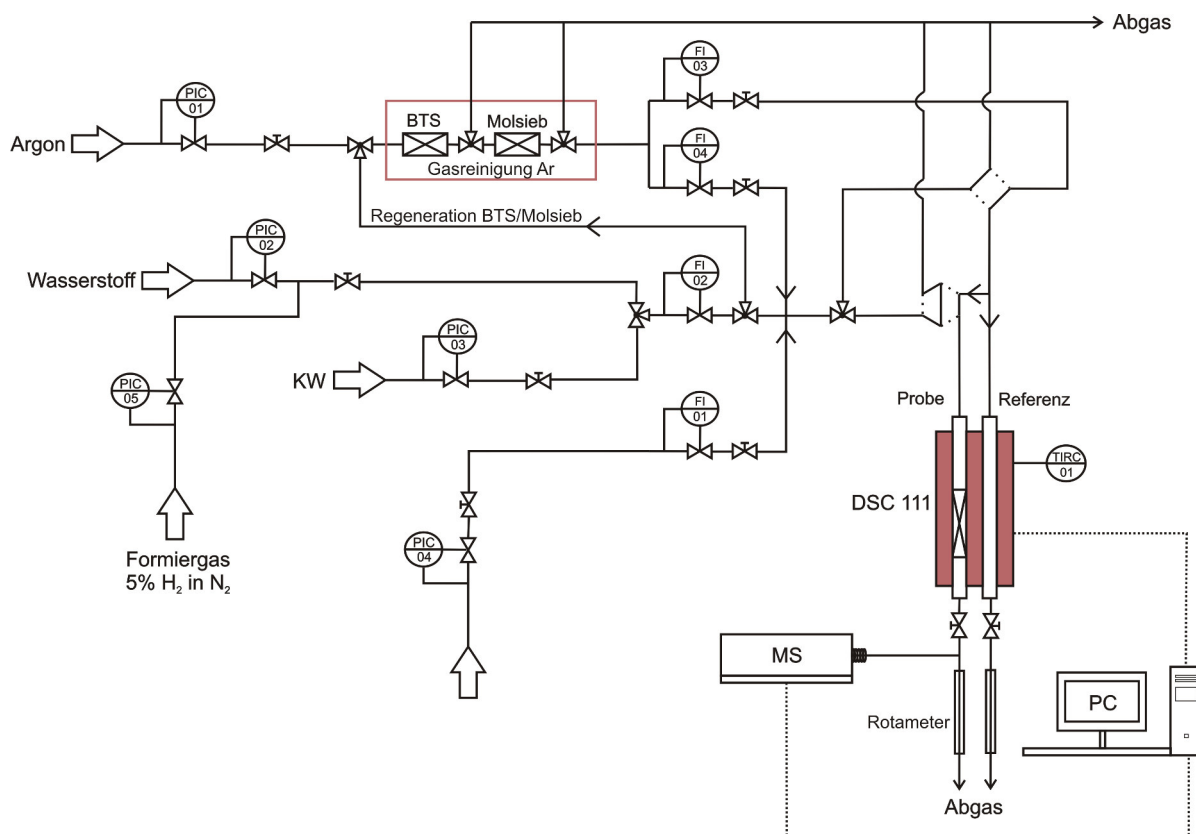 Abgas
FI
03
PIC
01
BTS
Molsieb
Argon
Gasreinigung Ar
FI
04
Regeneration BTS/Molsieb
PIC
02
Wasserstoff
FI
02
PIC
03
KW
PIC
05
Probe
Referenz
FI
01
TIRC
01
DSC 111
PIC
04
Formiergas
5% H₂ in N₂
MS
PC
Rotameter
Abgas